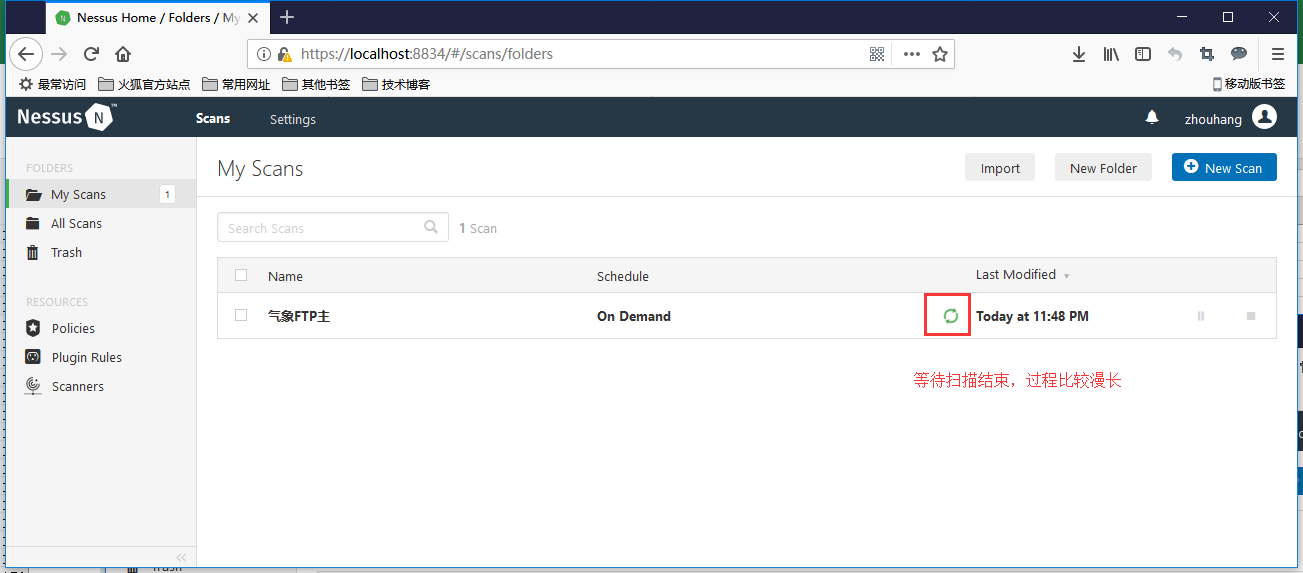 Nessus Home / Folders / My
https://localhost:8834/#/scans/folders
最常访问 火狐官方站点 常用网址 其他书签 技术博客 移动版书签
Nessus N ™ Scans Settings zhouhang
FOLDERS
My Scans 1
All Scans
Trash
RESOURCES
Policies
Plugin Rules
Scanners
My Scans Import New Folder New Scan
Search Scans 1 Scan
Name Schedule Last Modified
气象FTP主 On Demand Today at 11:48 PM
等待扫描结束，过程比较漫长
Trash